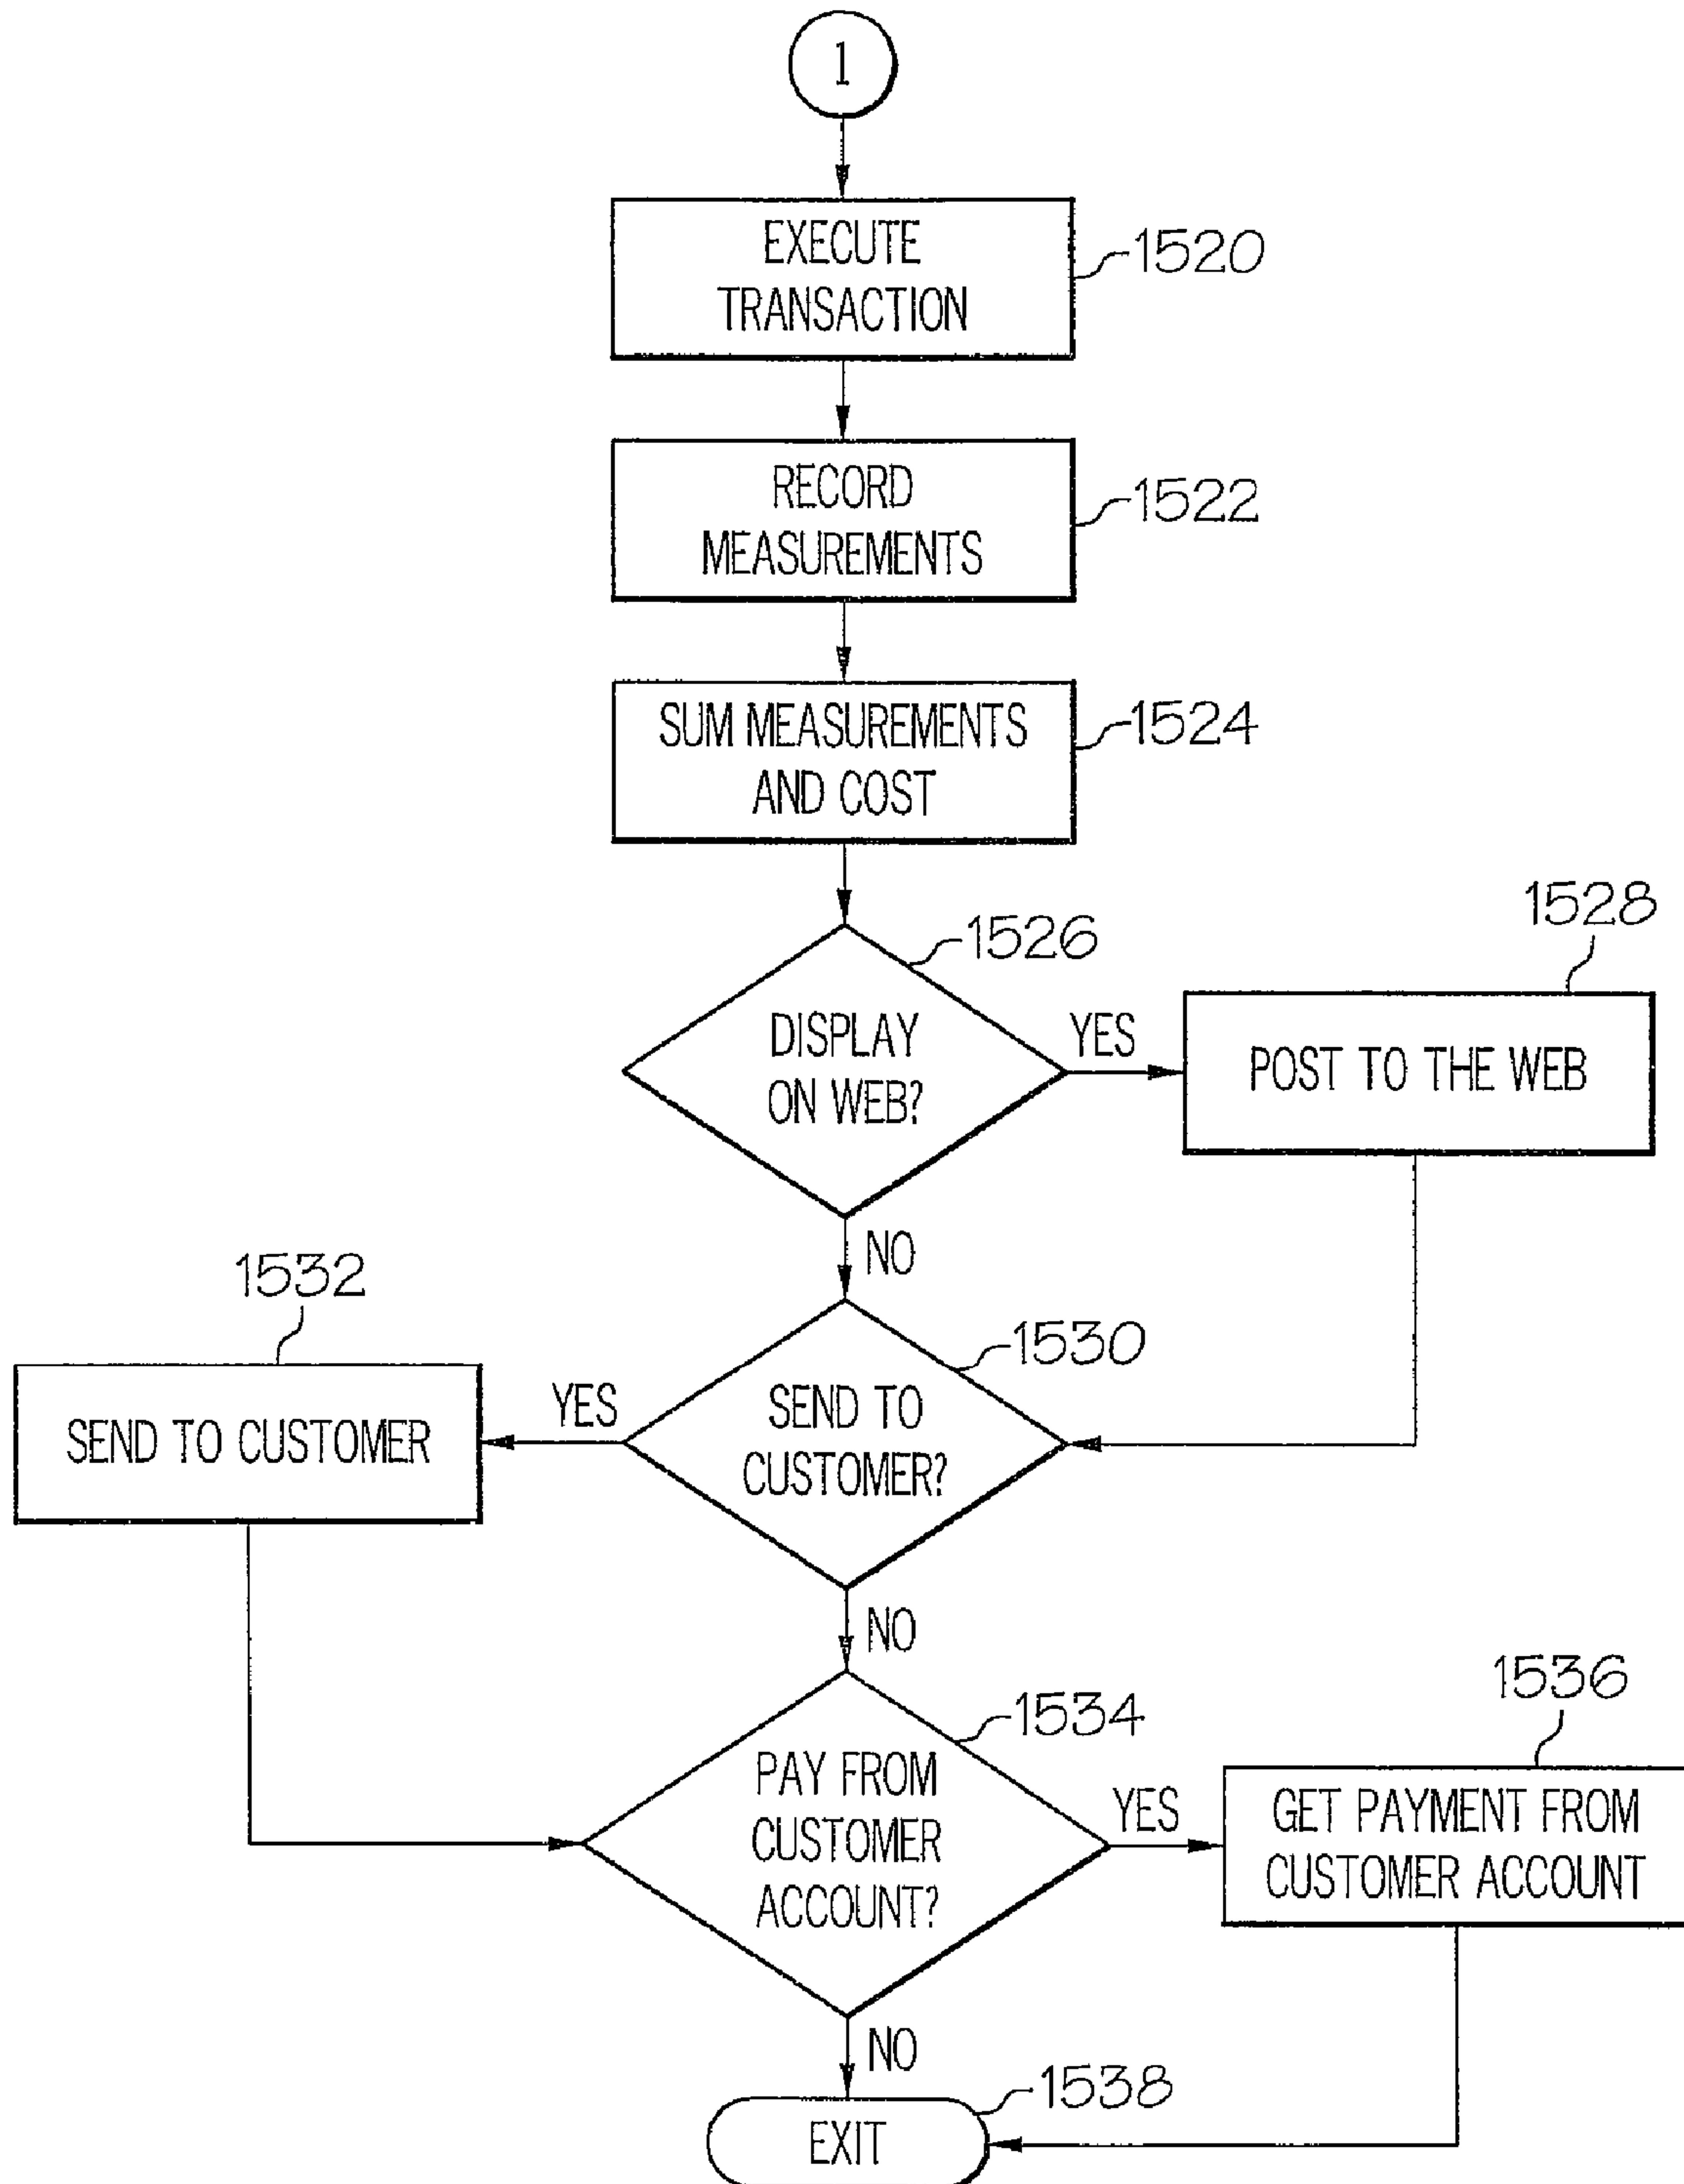 1
EXECUTE
TRANSACTION
1520
RECORD
MEASUREMENTS
1522
SUM MEASUREMENTS
AND COST
1524
1526
DISPLAY
ON WEB?
YES
1528
POST TO THE WEB
NO
1530
SEND TO
CUSTOMER?
YES
1532
SEND TO CUSTOMER
NO
1534
PAY FROM
CUSTOMER
ACCOUNT?
YES
1536
GET PAYMENT FROM
CUSTOMER ACCOUNT
NO
1538
EXIT